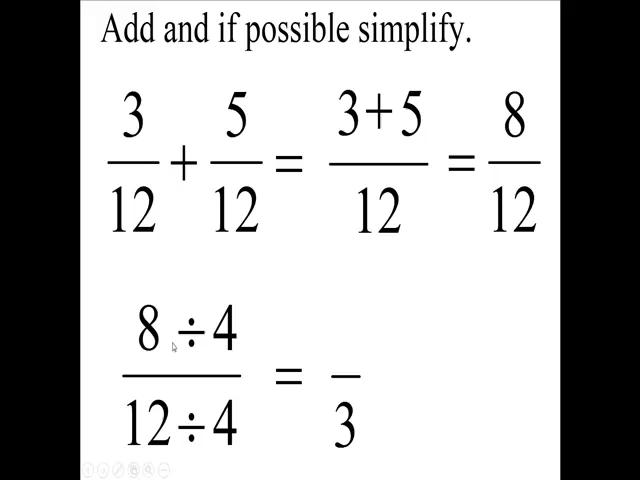 Add and if possible simplify.
3/12 + 5/12 = 3+5/12 = 8/12
8÷4/12÷4 = /3